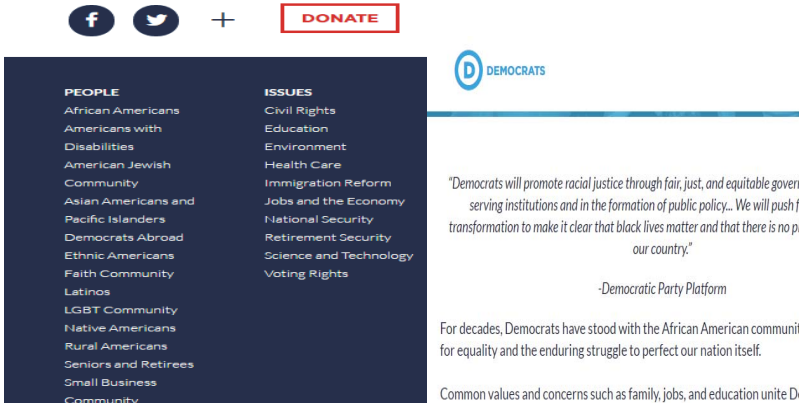 DONATE
PEOPLE
African Americans
Americans with
Disabilities
American Jewish
Community
Asian Americans and
Pacific Islanders
Democrats Abroad
Ethnic Americans
Faith Community
Latinos
LGBT Community
Native Americans
Rural Americans
Seniors and Retirees
Small Business
Community
ISSUES
Civil Rights
Education
Environment
Health Care
Immigration Reform
Jobs and the Economy
National Security
Retirement Security
Science and Technology
Voting Rights
D DEMOCRATS
"Democrats will promote racial justice through fair, just, and equitable gover
serving institutions and in the formation of public policy... We will push f
transformation to make it clear that black lives matter and that there is no p
our country."
-Democratic Party Platform
For decades, Democrats have stood with the African American communit
for equality and the enduring struggle to perfect our nation itself.
Common values and concerns such as family, jobs, and education unite De